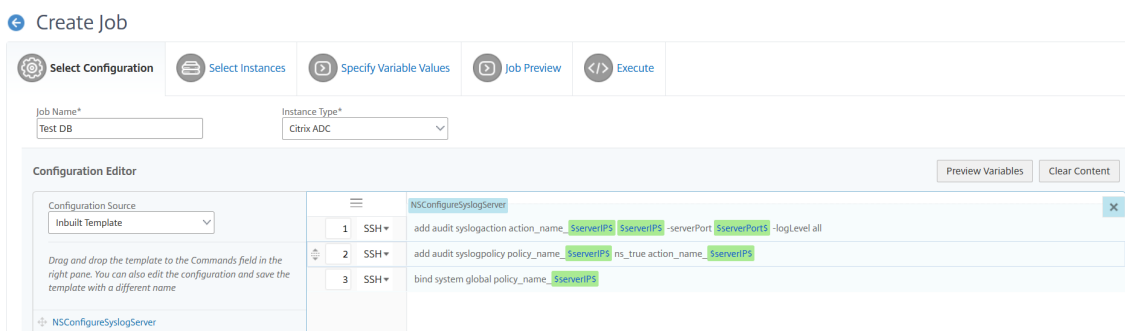 Create Job
Select Configuration
Select Instances
Specify Variable Values
Job Preview
Execute
Job Name*
Instance Type*
Test DB
Citrix ADC
Configuration Editor
Preview Variables
Clear Content
Configuration Source
Inbuilt Template
Drag and drop the template to the Commands field in the
right pane. You can also edit the configuration and save the
template with a different name
NSConfigureSyslogServer
NSConfigureSyslogServer
1 SSH add audit syslogaction action_name_$serverIP$ $serverIP$ -serverPort $serverPort$ -logLevel all
2 SSH add audit syslogpolicy policy_name_$serverIP$ ns_true action_name_$serverIP$
3 SSH bind system global policy_name_$serverIP$